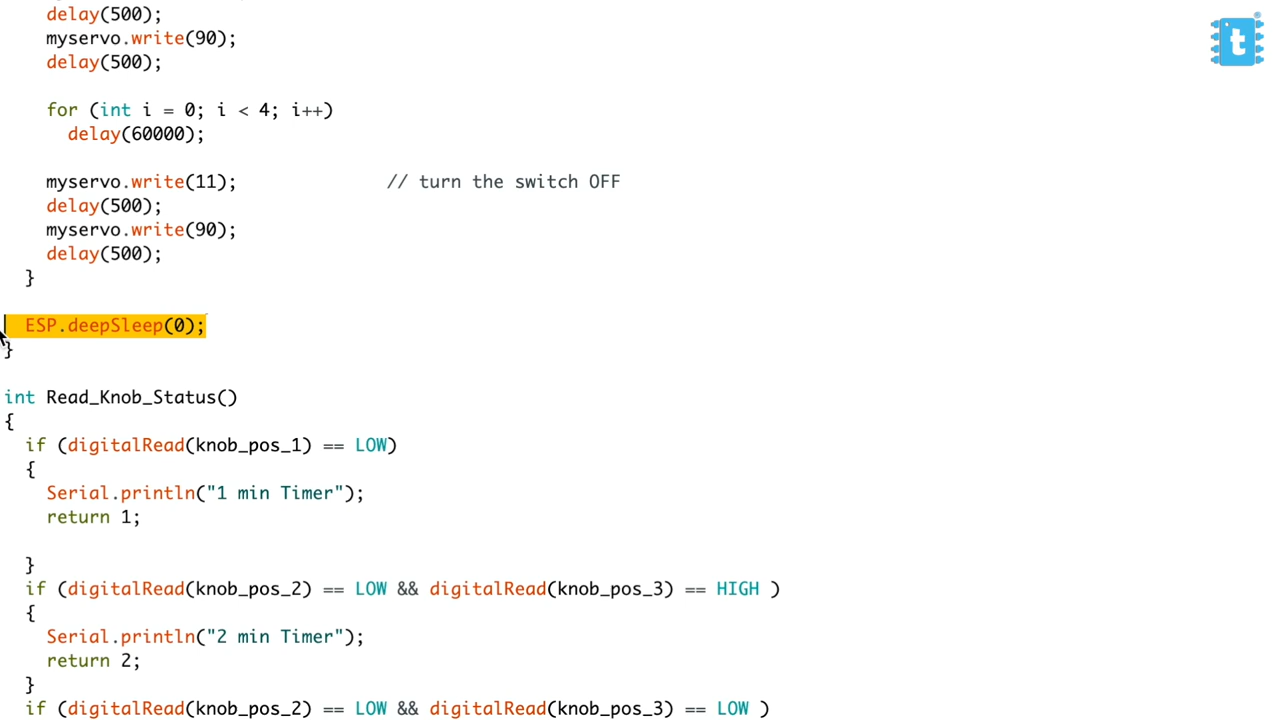 delay(500);
myservo.write(90);
delay(500);
for (int i = 0; i < 4; i++)
delay(60000);
myservo.write(11); // turn the switch OFF
delay(500);
myservo.write(90);
delay(500);
}
ESP.deepSleep(0);
}
int Read_Knob_Status()
{
if (digitalRead(knob_pos_1) == LOW)
{
Serial.println("1 min Timer");
return 1;
}
if (digitalRead(knob_pos_2) == LOW && digitalRead(knob_pos_3) == HIGH )
{
Serial.println("2 min Timer");
return 2;
}
if (digitalRead(knob_pos_2) == LOW && digitalRead(knob_pos_3) == LOW )
t